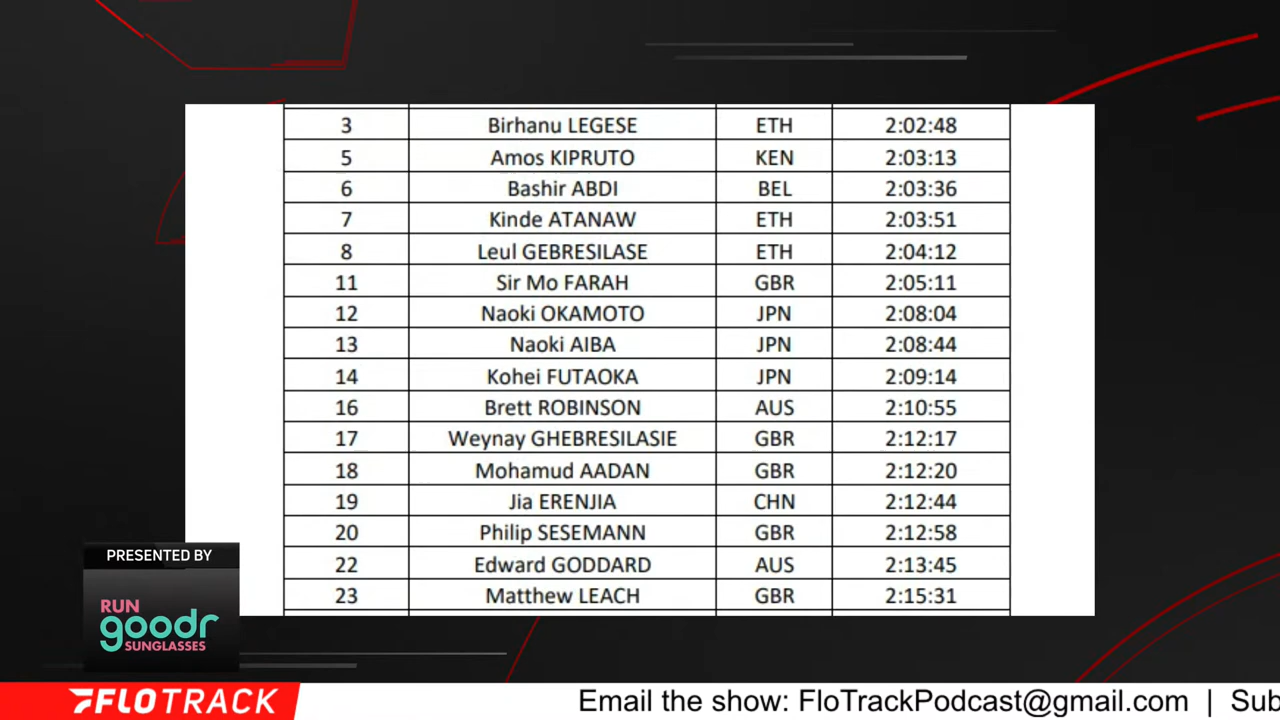 3 Birhanu LEGESE ETH 2:02:48
5 Amos KIPRUTO KEN 2:03:13
6 Bashir ABDI BEL 2:03:36
7 Kinde ATANAW ETH 2:03:51
8 Leul GEBRESILASE ETH 2:04:12
11 Sir Mo FARAH GBR 2:05:11
12 Naoki OKAMOTO JPN 2:08:04
13 Naoki AIBA JPN 2:08:44
14 Kohei FUTAOKA JPN 2:09:14
16 Brett ROBINSON AUS 2:10:55
17 Weynay GHEBRESILASIE GBR 2:12:17
18 Mohamud AADAN GBR 2:12:20
19 Jia ERENJIA CHN 2:12:44
20 Philip SESEMANN GBR 2:12:58
22 Edward GODDARD AUS 2:13:45
23 Matthew LEACH GBR 2:15:31
PRESENTED BY
RUN
goodr
SUNGLASSES
FLOTRACK
Email the show: FloTrackPodcast@gmail.com | Sub